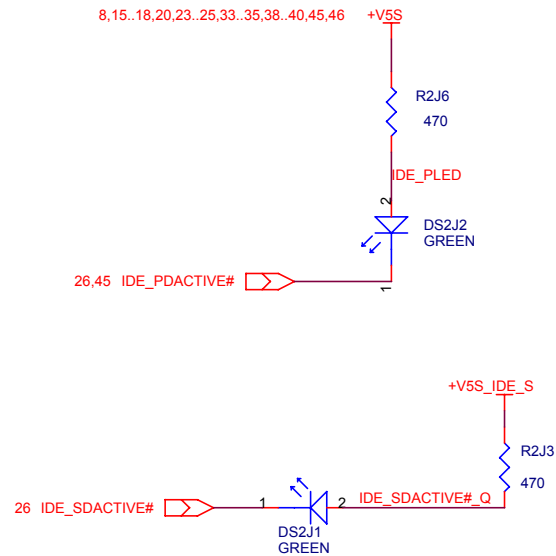 8,15..18,20,23..25,33..35,38..40,45,46 +V5S
R2J6
470
IDE_PLED
2
DS2J2
GREEN
26,45 IDE_PDACTIVE#
1
+V5S_IDE_S
R2J3
470
26 IDE_SDACTIVE# 1 2 IDE_SDACTIVE#_Q
DS2J1
GREEN